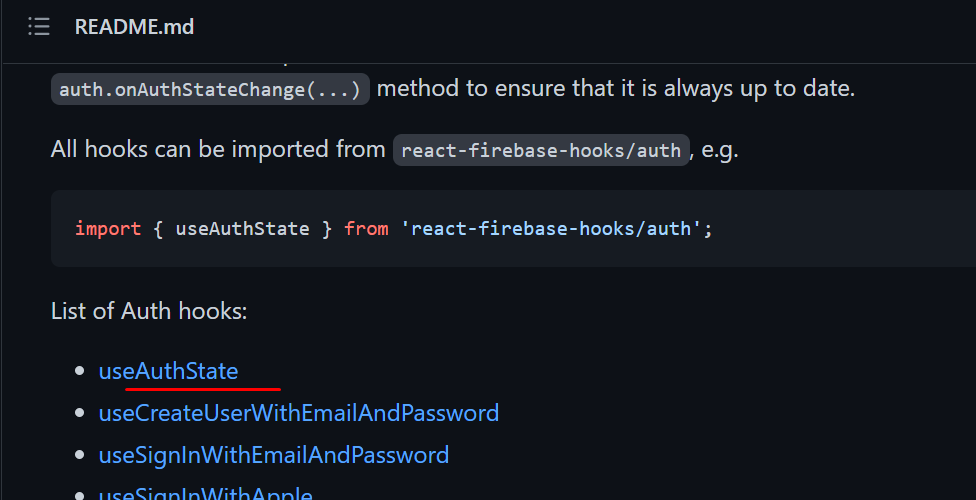 README.md
auth.onAuthStateChange(...) method to ensure that it is always up to date.
All hooks can be imported from react-firebase-hooks/auth, e.g.
import { useAuthState } from 'react-firebase-hooks/auth';
List of Auth hooks:
useAuthState
useCreateUserWithEmailAndPassword
useSignInWithEmailAndPassword
useSignInWithApple